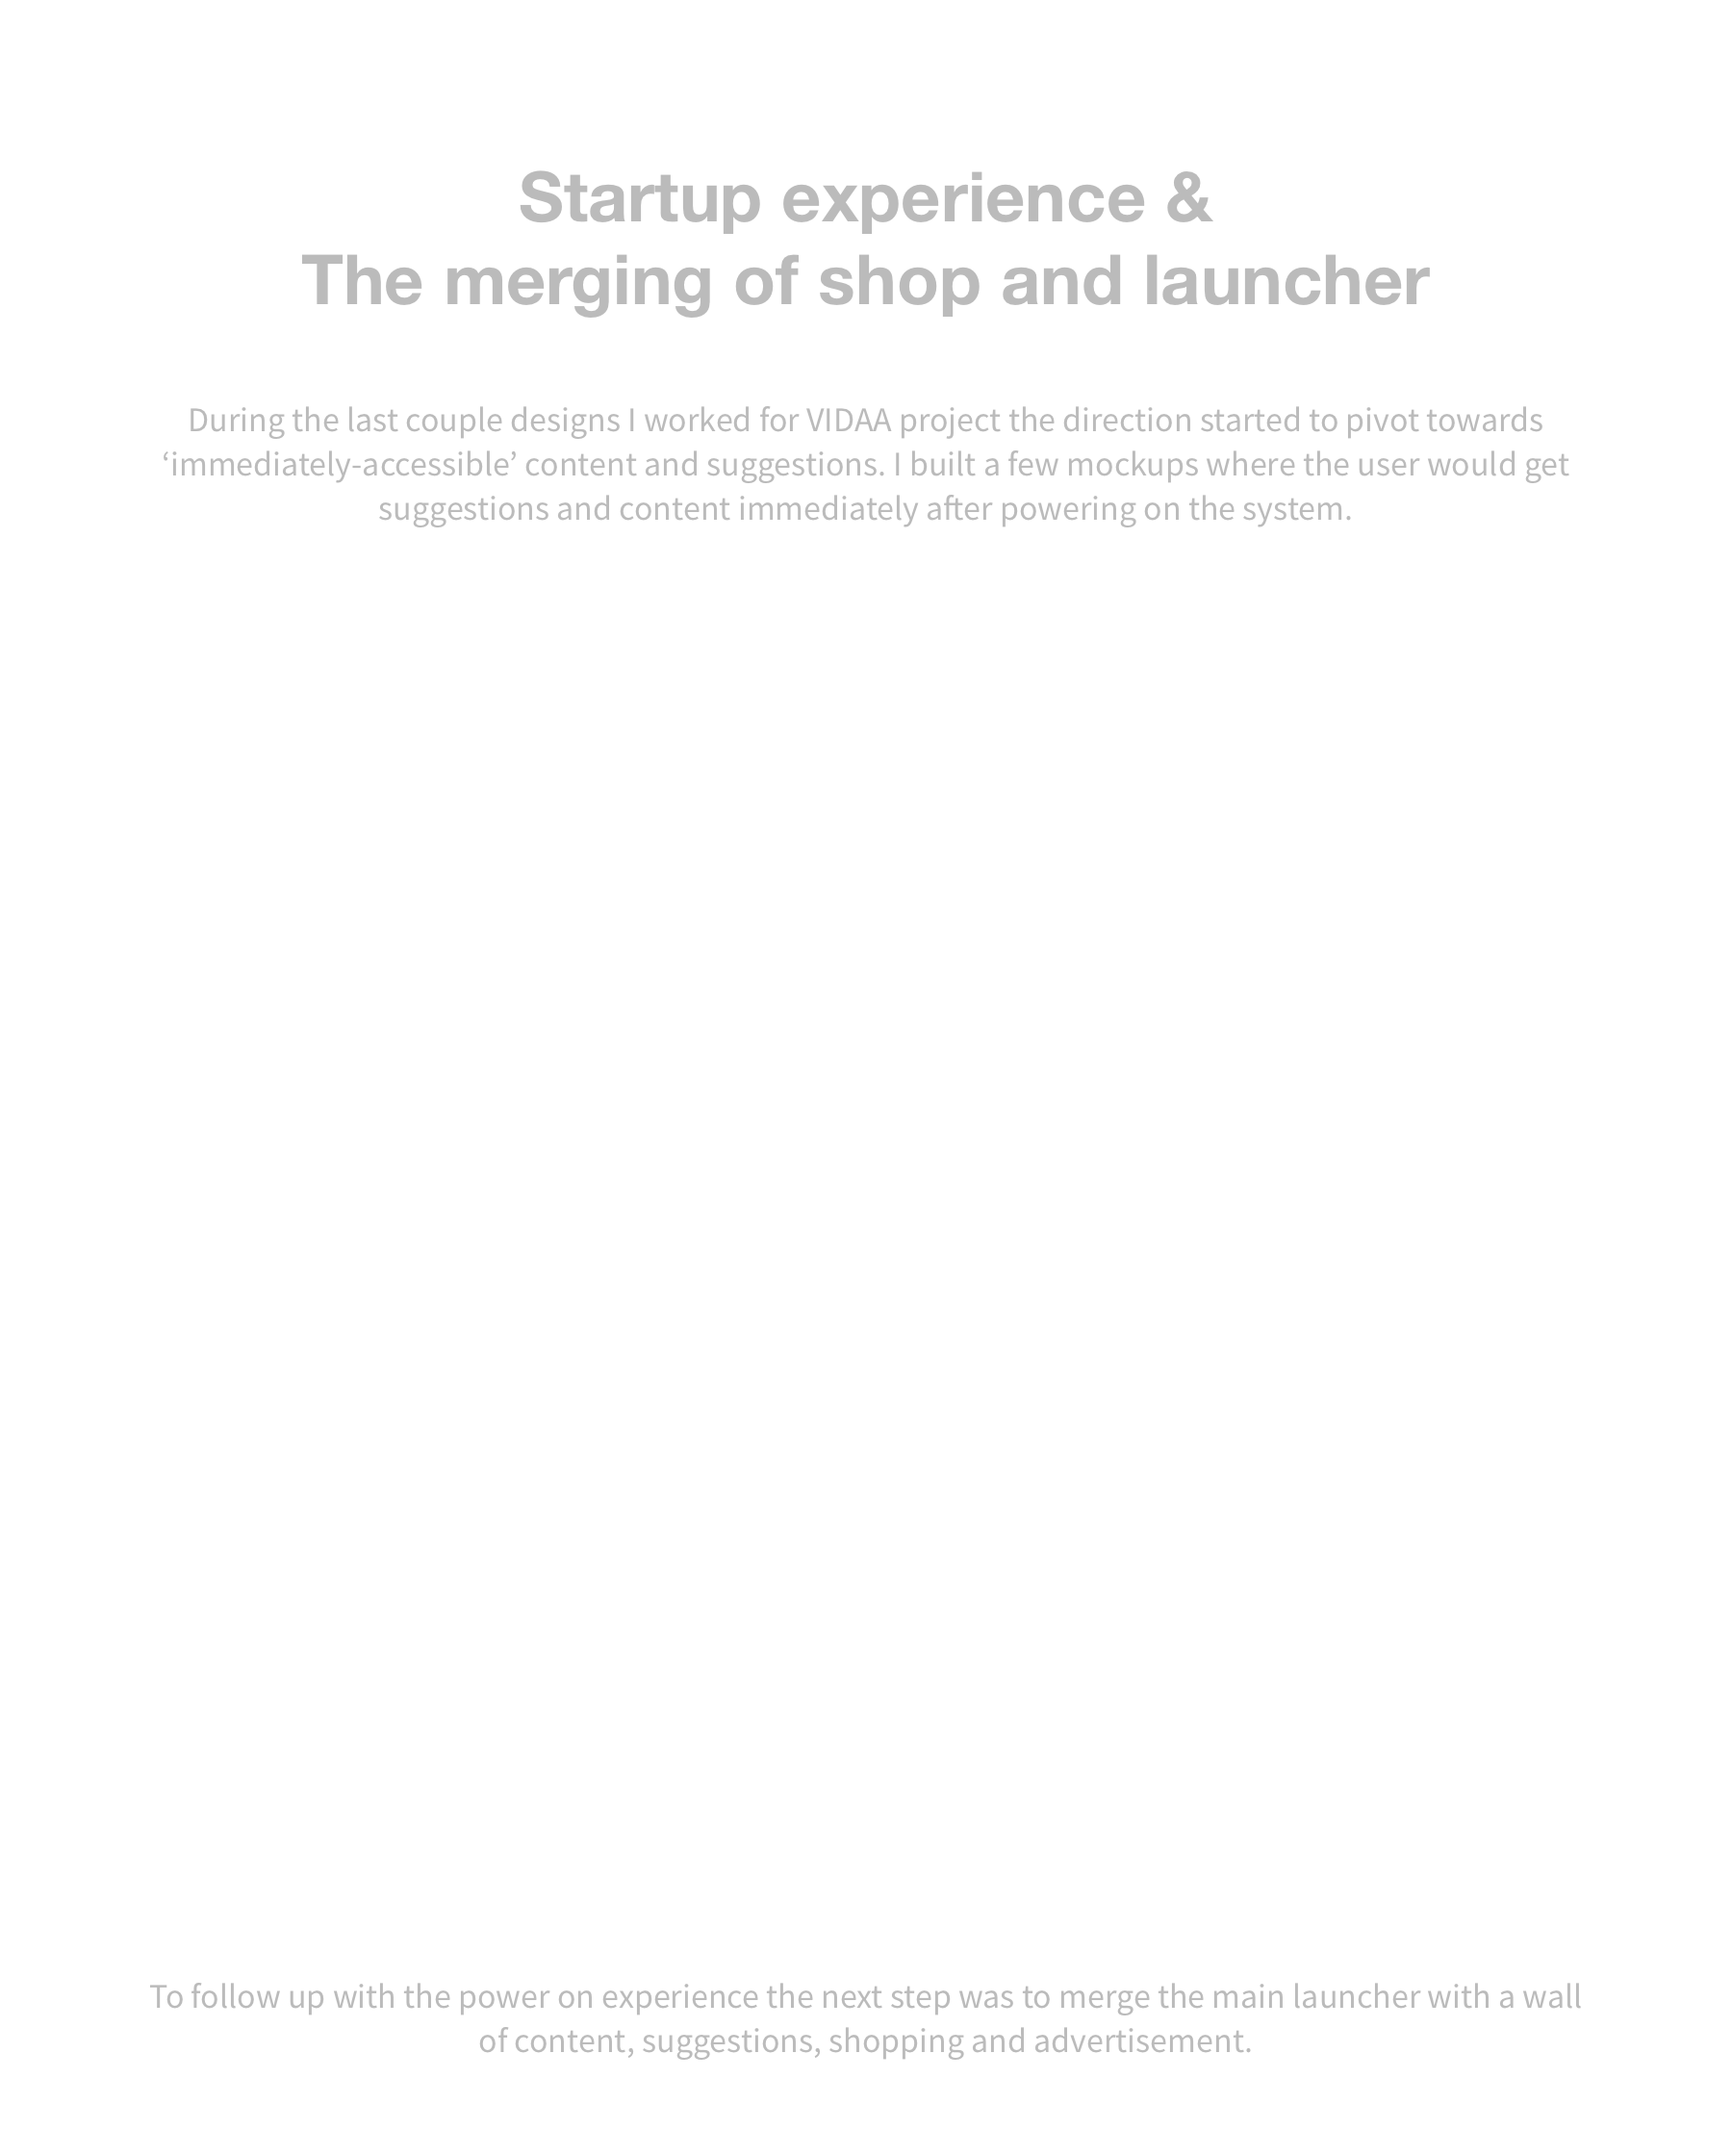 Startup experience &
The merging of shop and launcher
During the last couple designs I worked for VIDAA project the direction started to pivot towards
‘immediately-accessible’ content and suggestions. I built a few mockups where the user would get
suggestions and content immediately after powering on the system.
To follow up with the power on experience the next step was to merge the main launcher with a wall
of content, suggestions, shopping and advertisement.